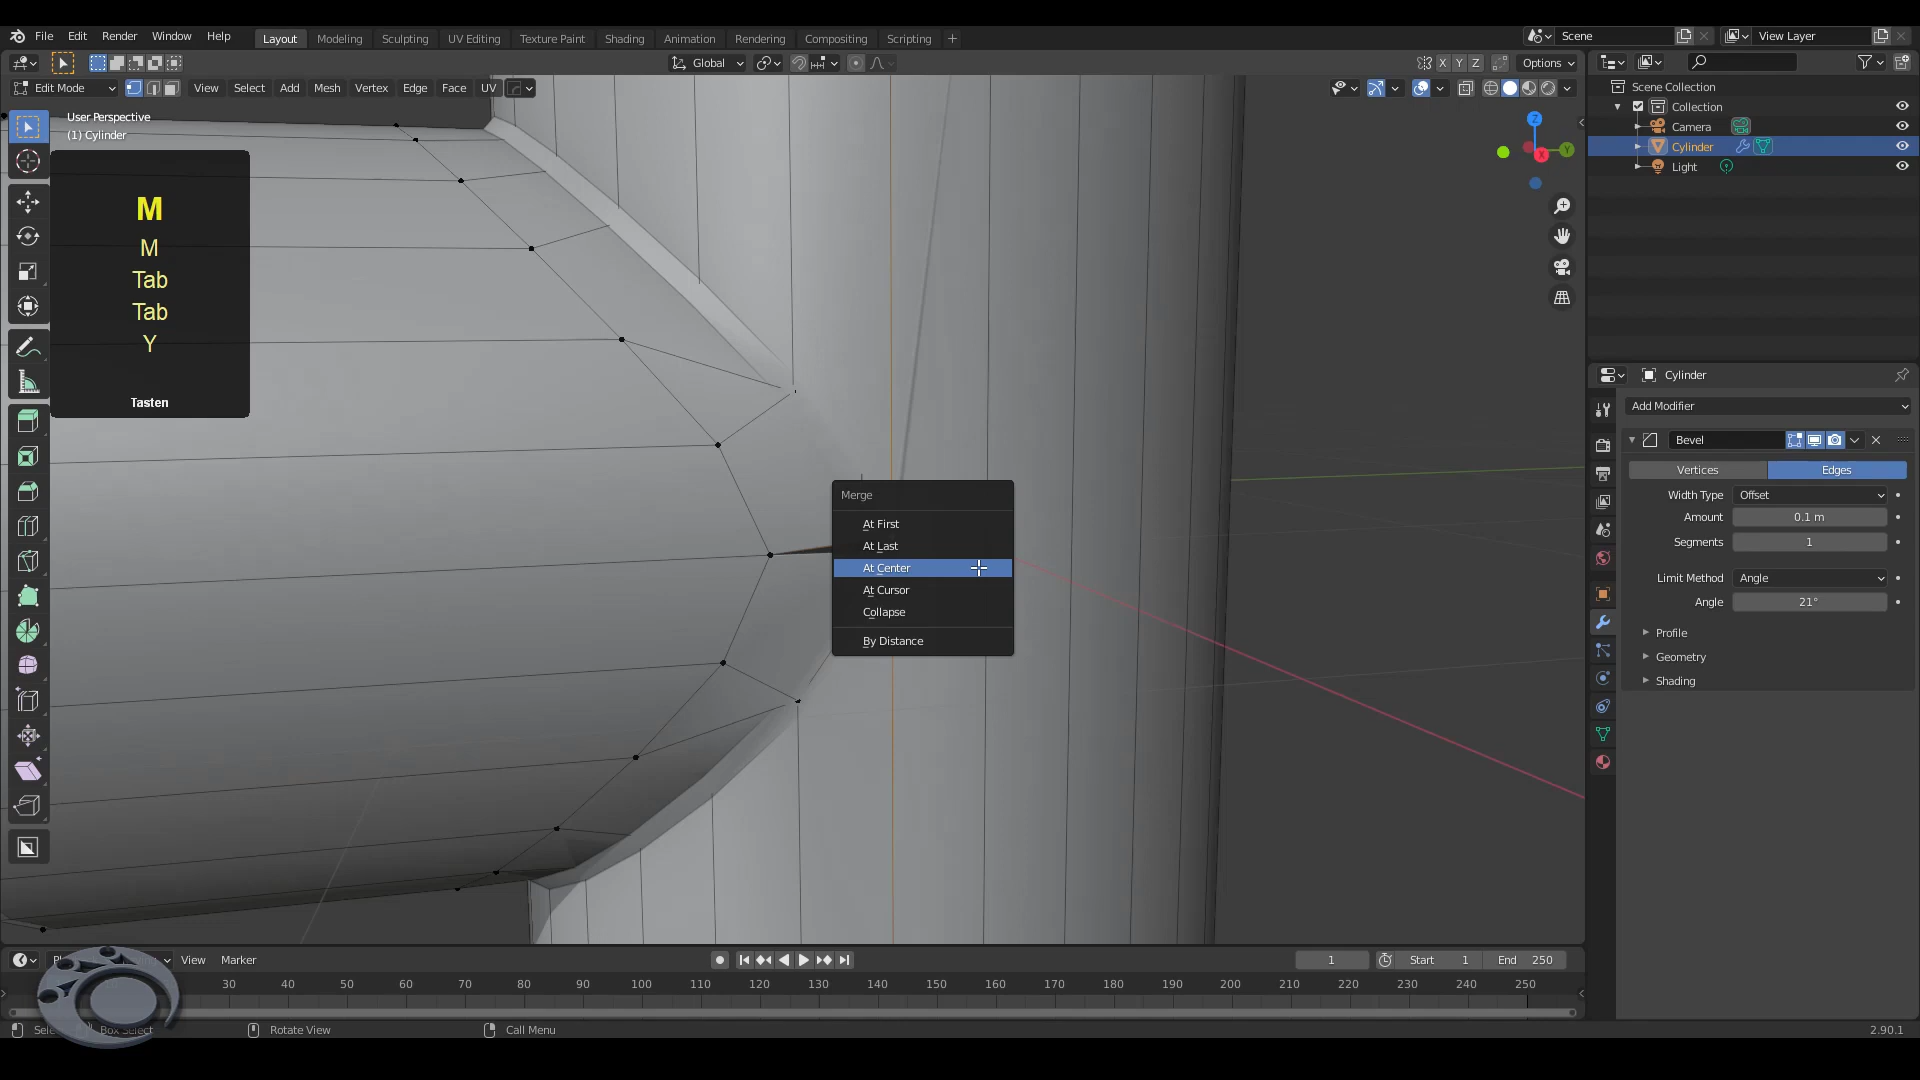 File Edit Render Window Help
Layout Modeling Sculpting UV Editing Texture Paint Shading Animation Rendering Compositing Scripting +
Scene
View Layer
Global
X Y Z
Options
Edit Mode
View Select Add Mesh Vertex Edge Face UV
User Perspective
(1) Cylinder
M
M
Tab
Tab
Y
Tasten
Z
Y
X
Merge
At First
At Last
At Center
At Cursor
Collapse
By Distance
Scene Collection
Collection
Camera
Cylinder
Light
Cylinder
Add Modifier
Bevel
Vertices Edges
Width Type Offset
Amount 0.1 m
Segments 1
Limit Method Angle
Angle 21°
Profile
Geometry
Shading
View Marker
1
Start 1
End 250
30 40 50 60 70 80 90 100 110 120 130 140 150 160 170 180 190 200 210 220 230 240 250
Box Select
Rotate View
Call Menu
2.90.1